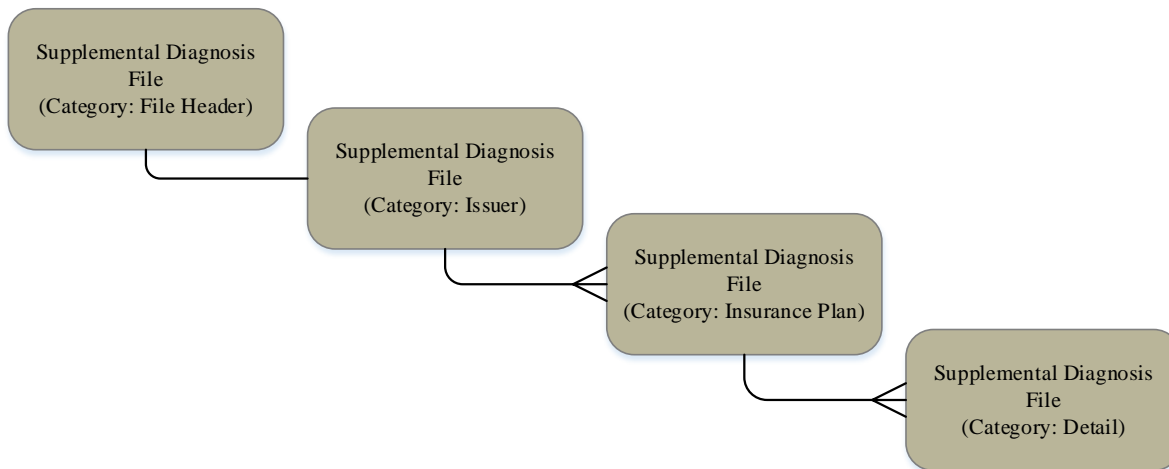 Supplemental Diagnosis
File
(Category: File Header)
Supplemental Diagnosis
File
(Category: Issuer)
Supplemental Diagnosis
File
(Category: Insurance Plan)
Supplemental Diagnosis
File
(Category: Detail)